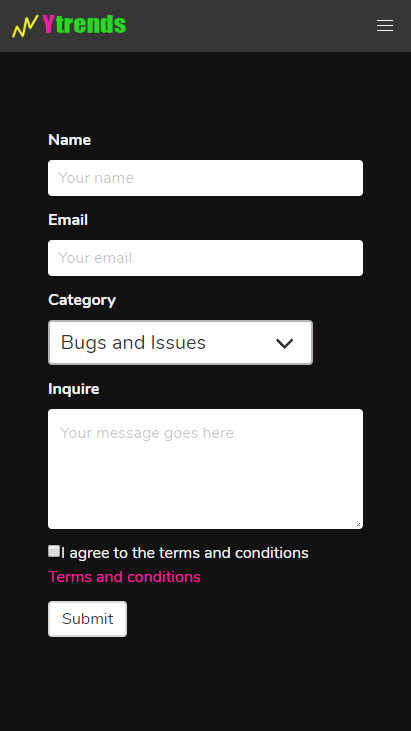 Ytrends
Name
Your name
Email
Your email
Category
Bugs and Issues
Inquire
Your message goes here
I agree to the terms and conditions
Terms and conditions
Submit